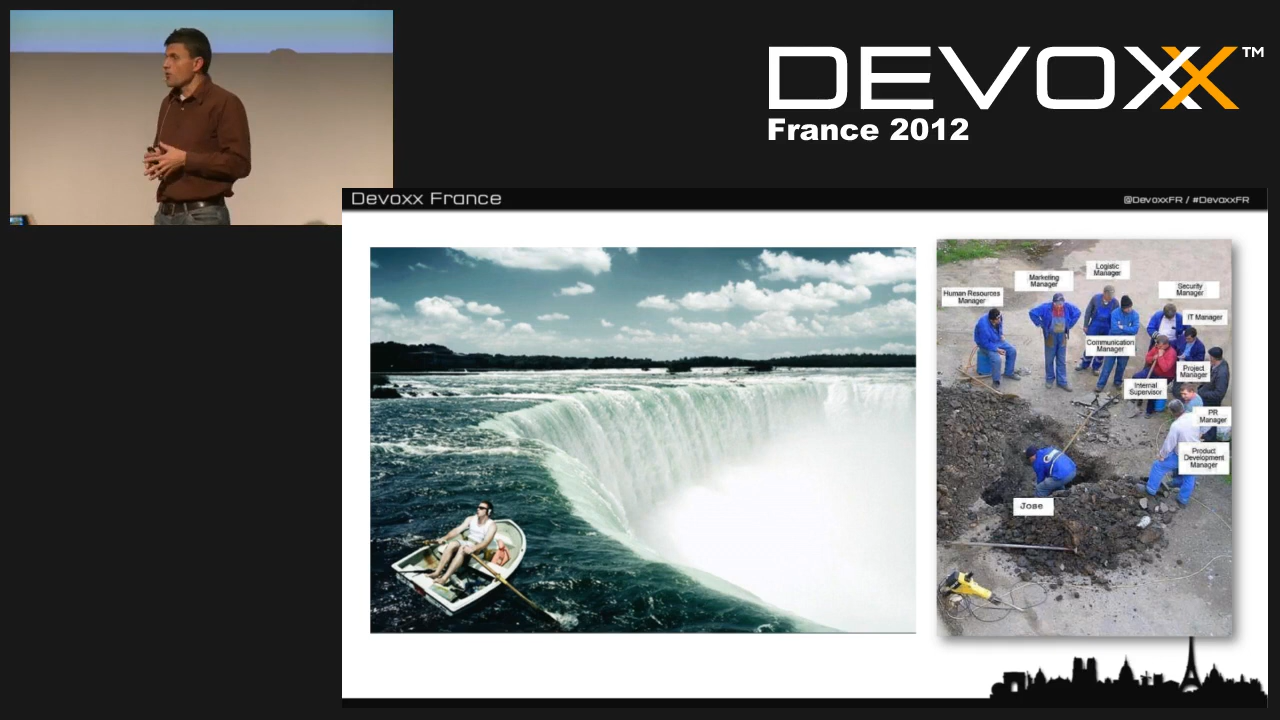 DEVOXX™
France 2012
Devoxx France
@DevoxxFR / #DevoxxFR
Logistic
Manager
Marketing
Manager
Human Resources
Manager
Security
Manager
IT Manager
Communication
Manager
Project
Manager
Internal
Supervisor
PR
Manager
Product
Development
Manager
Jose